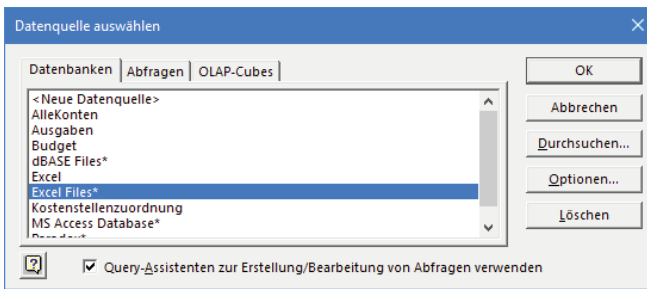 Datenquelle auswählen
Datenbanken Abfragen OLAP-Cubes
OK
<Neue Datenquelle>
AlleKonten
Abbrechen
Ausgaben
Budget
Durchsuchen...
dBASE Files*
Excel
Excel Files*
Optionen...
Kostenstellenzuordnung
MS Access Database*
Löschen
Query-Assistenten zur Erstellung/Bearbeitung von Abfragen verwenden